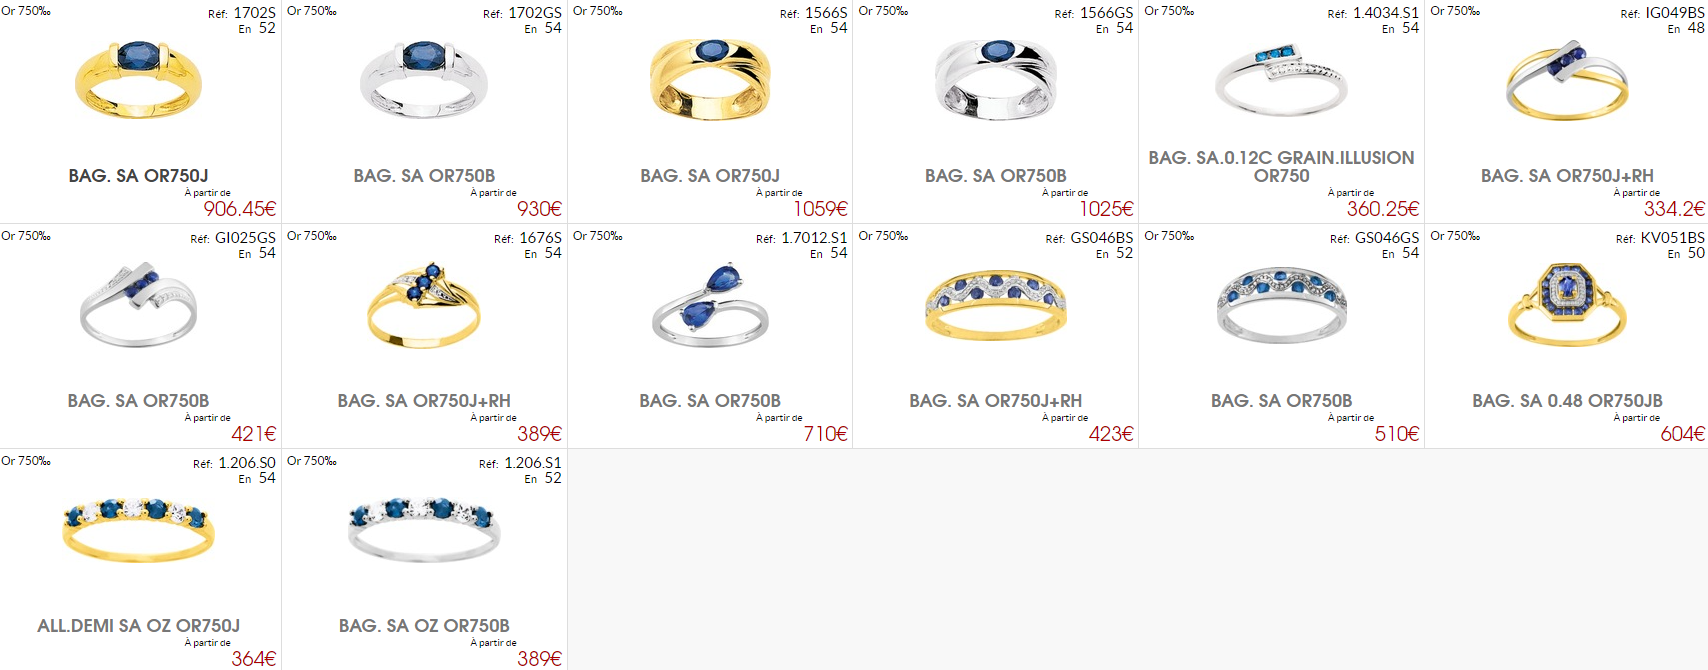 Or 750‰
Réf: 1702S
En 52
BAG. SA OR750J
À partir de
906.45€
Or 750‰
Réf: 1702GS
En 54
BAG. SA OR750B
À partir de
930€
Or 750‰
Réf: 1566S
En 54
BAG. SA OR750J
À partir de
1059€
Or 750‰
Réf: 1566GS
En 54
BAG. SA OR750B
À partir de
1025€
Or 750‰
Réf: 1.4034.S1
En 54
BAG. SA.0.12C GRAIN.ILLUSION
OR750
À partir de
360.25€
Or 750‰
Réf: IG049BS
En 48
BAG. SA OR750J+RH
À partir de
334.2€
Or 750‰
Réf: GI025GS
En 54
BAG. SA OR750B
À partir de
421€
Or 750‰
Réf: 1676S
En 54
BAG. SA OR750J+RH
À partir de
389€
Or 750‰
Réf: 1.7012.S1
En 54
BAG. SA OR750B
À partir de
710€
Or 750‰
Réf: GS046BS
En 52
BAG. SA OR750J+RH
À partir de
423€
Or 750‰
Réf: GS046GS
En 54
BAG. SA OR750B
À partir de
510€
Or 750‰
Réf: KV051BS
En 50
BAG. SA 0.48 OR750JB
À partir de
604€
Or 750‰
Réf: 1.206.S0
En 54
ALL.DEMI SA OZ OR750J
À partir de
364€
Or 750‰
Réf: 1.206.S1
En 52
BAG. SA OZ OR750B
À partir de
389€